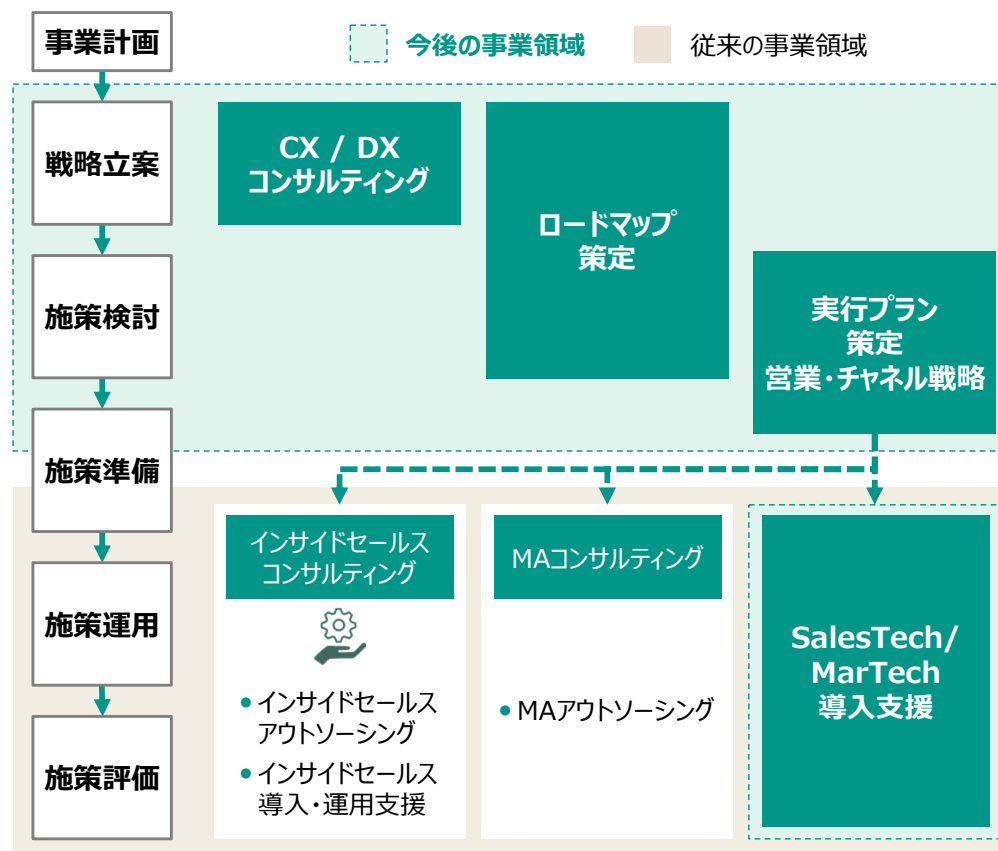 事業計画
今後の事業領域
従来の事業領域
戦略立案
CX / DX
コンサルティング
ロードマップ
策定
施策検討
実行プラン
策定
営業・チャネル戦略
施策準備
インサイドセールス
コンサルティング
MAコンサルティング
施策運用
SalesTech/
MarTech
導入支援
• インサイドセールス
アウトソーシング
• MAアウトソーシング
施策評価
• インサイドセールス
導入・運用支援